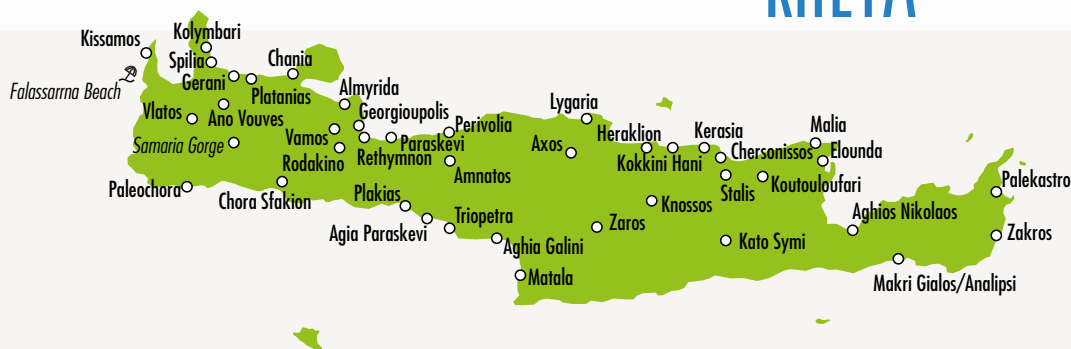 KRETA
Kissamos
Kolymbari
Spilia
Chania
Gerani
Falassarrna Beach
Platanias
Almyrida
Vlatos
Ano Vouves
Georgioupolis
Samaria Gorge
Vamos
Paraskevi
Perivolia
Rodakino
Rethymnon
Amnatos
Paleochora
Chora Sfakion
Plakias
Agia Paraskevi
Triopetra
Aghia Galini
Matala
Lygaria
Axos
Heraklion
Kokkini Hani
Kerasia
Malia
Chersonissos
Elounda
Stalis
Koutouloufari
Knossos
Zaros
Kato Symi
Aghios Nikolaos
Palekastro
Zakros
Makri Gialos/Analipsi